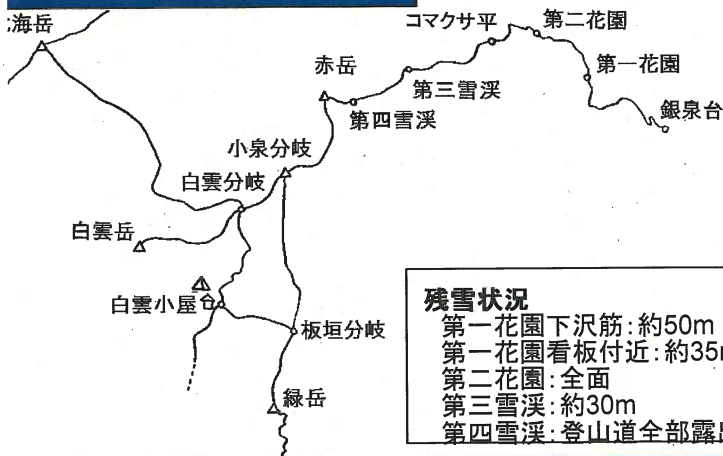 海岳
コマクサ平
第二花園
赤岳
第一花園
第三雪渓
第四雪渓
銀泉台
小泉分岐
白雲分岐
白雲岳
白雲小屋
板垣分岐
緑岳
残雪状況
第一花園下沢筋:約50m
第一花園看板付近:約35m
第二花園:全面
第三雪渓:約30m
第四雪渓:登山道全部露出